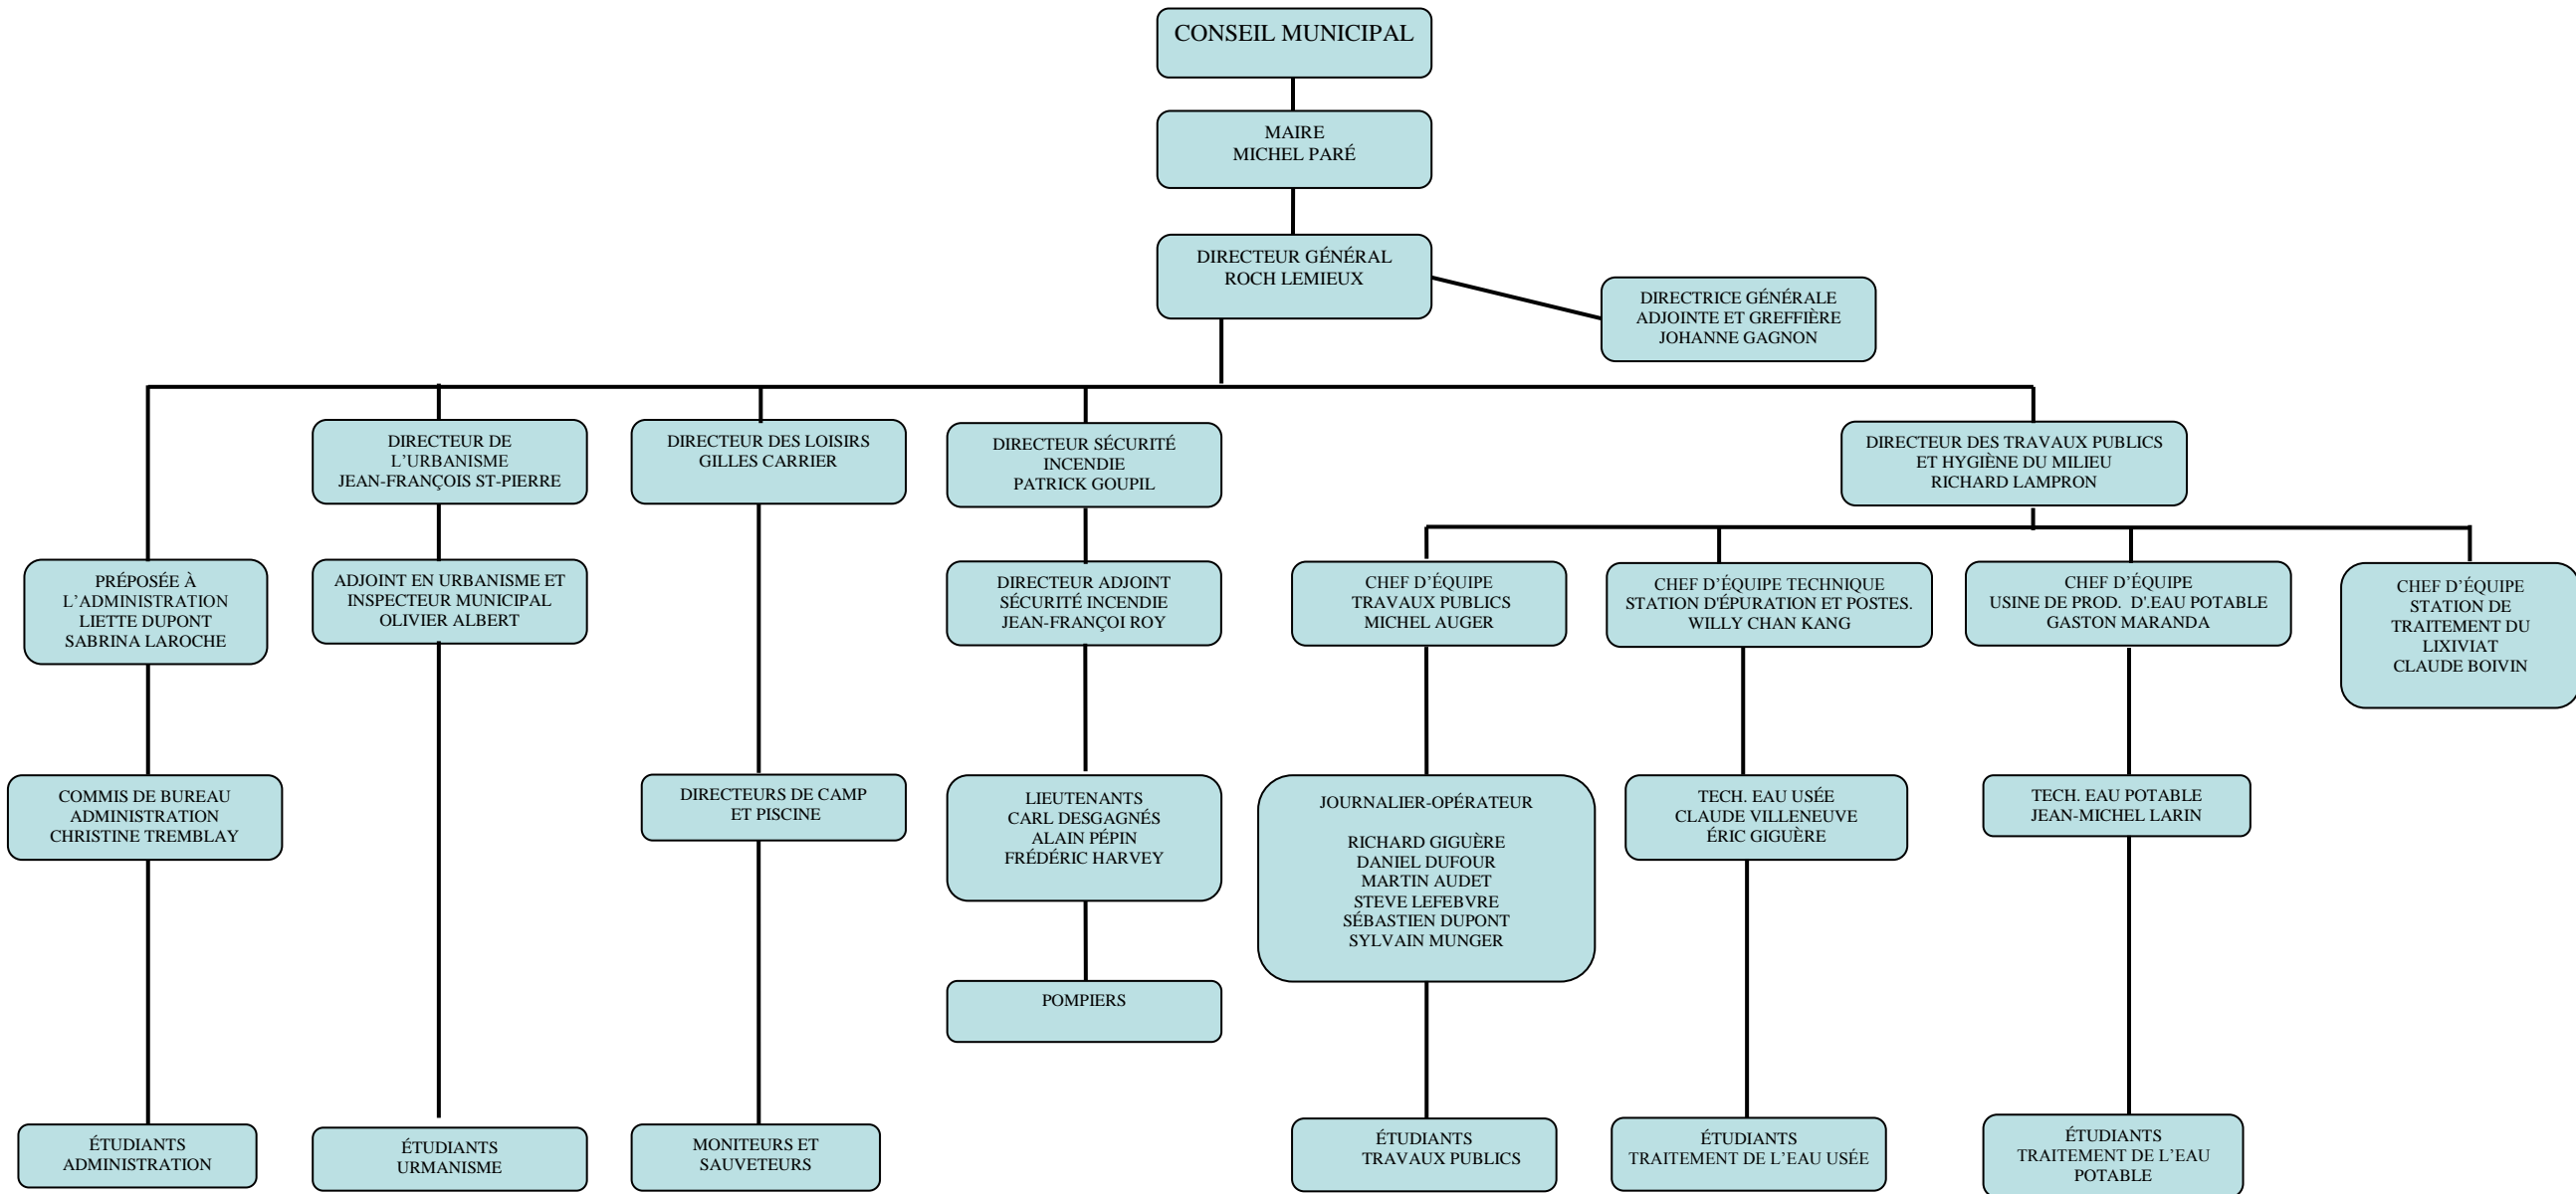 CONSEIL MUNICIPAL
MAIRE
MICHEL PARÉ
DIRECTEUR GÉNÉRAL
ROCH LEMIEUX
DIRECTRICE GÉNÉRALE
ADJOINTE ET GREFFIÈRE
JOHANNE GAGNON
DIRECTEUR DE
L'URBANISME
JEAN-FRANÇOIS ST-PIERRE
DIRECTEUR DES LOISIRS
GILLES CARRIER
DIRECTEUR SÉCURITÉ
INCENDIE
PATRICK GOUPIL
DIRECTEUR DES TRAVAUX PUBLICS
ET HYGIÈNE DU MILIEU
RICHARD LAMPRON
PRÉPOSÉE À
L'ADMINISTRATION
LIETTE DUPONT
SABRINA LAROCHE
ADJOINT EN URBANISME ET
INSPECTEUR MUNICIPAL
OLIVIER ALBERT
DIRECTEUR ADJOINT
SÉCURITÉ INCENDIE
JEAN-FRANÇOI ROY
CHEF D'ÉQUIPE
TRAVAUX PUBLICS
MICHEL AUGER
CHEF D'ÉQUIPE TECHNIQUE
STATION D'ÉPURATION ET POSTES.
WILLY CHAN KANG
CHEF D'ÉQUIPE
USINE DE PROD. D'.EAU POTABLE
GASTON MARANDA
CHEF D'ÉQUIPE
STATION DE
TRAITEMENT DU
LIXIVIAT
CLAUDE BOIVIN
COMMIS DE BUREAU
ADMINISTRATION
CHRISTINE TREMBLAY
DIRECTEURS DE CAMP
ET PISCINE
LIEUTENANTS
CARL DESGAGNÉS
ALAIN PÉPIN
FRÉDÉRIC HARVEY
JOURNALIER-OPÉRATEUR
RICHARD GIGUÈRE
DANIEL DUFOUR
MARTIN AUDET
STEVE LEFEBVRE
SÉBASTIEN DUPONT
SYLVAIN MUNGER
TECH. EAU USÉE
CLAUDE VILLENEUVE
ÉRIC GIGUÈRE
TECH. EAU POTABLE
JEAN-MICHEL LARIN
POMPIERS
ÉTUDIANTS
ADMINISTRATION
ÉTUDIANTS
URMANISME
MONITEURS ET
SAUVETEURS
ÉTUDIANTS
TRAVAUX PUBLICS
ÉTUDIANTS
TRAITEMENT DE L'EAU USÉE
ÉTUDIANTS
TRAITEMENT DE L'EAU
POTABLE